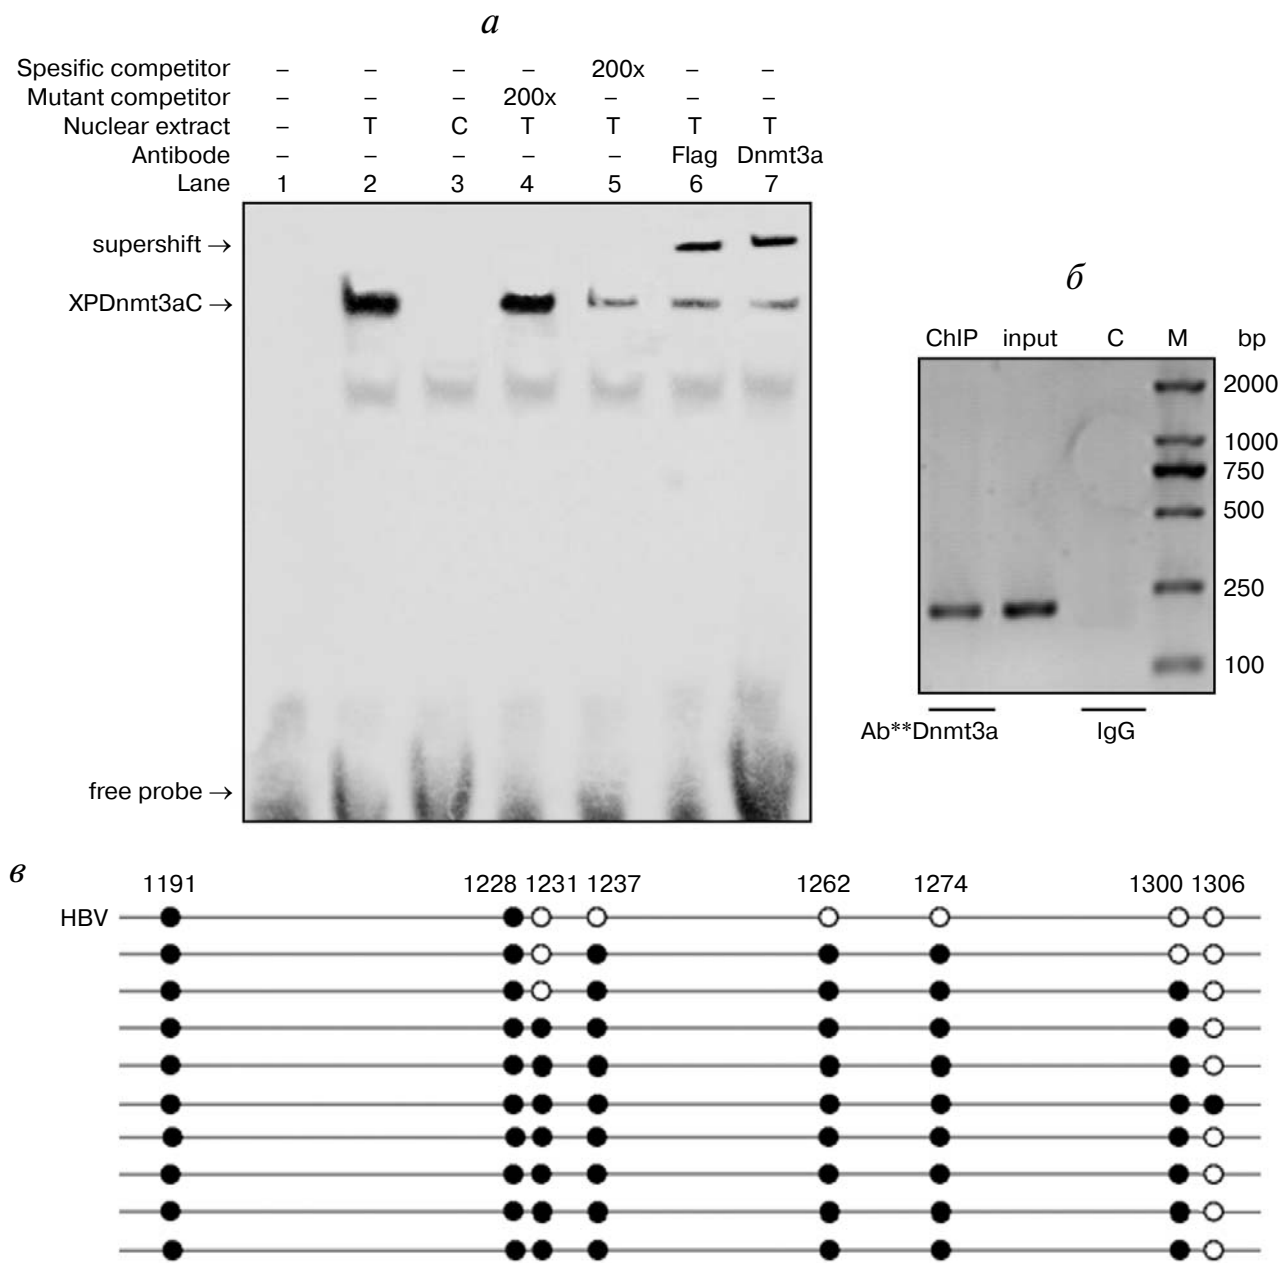 а
Spesific competitor – – – – 200x – –
Mutant competitor – – – 200x – – –
Nuclear extract – T C T T T T
Antibode – – – – – Flag Dnmt3a
Lane 1 2 3 4 5 6 7
supershift →
XPDnmt3aC →
free probe →
б
ChIP input C M bp
2000
1000
750
500
250
100
Ab**Dnmt3a IgG
в
1191 1228 1231 1237 1262 1274 1300 1306
HBV